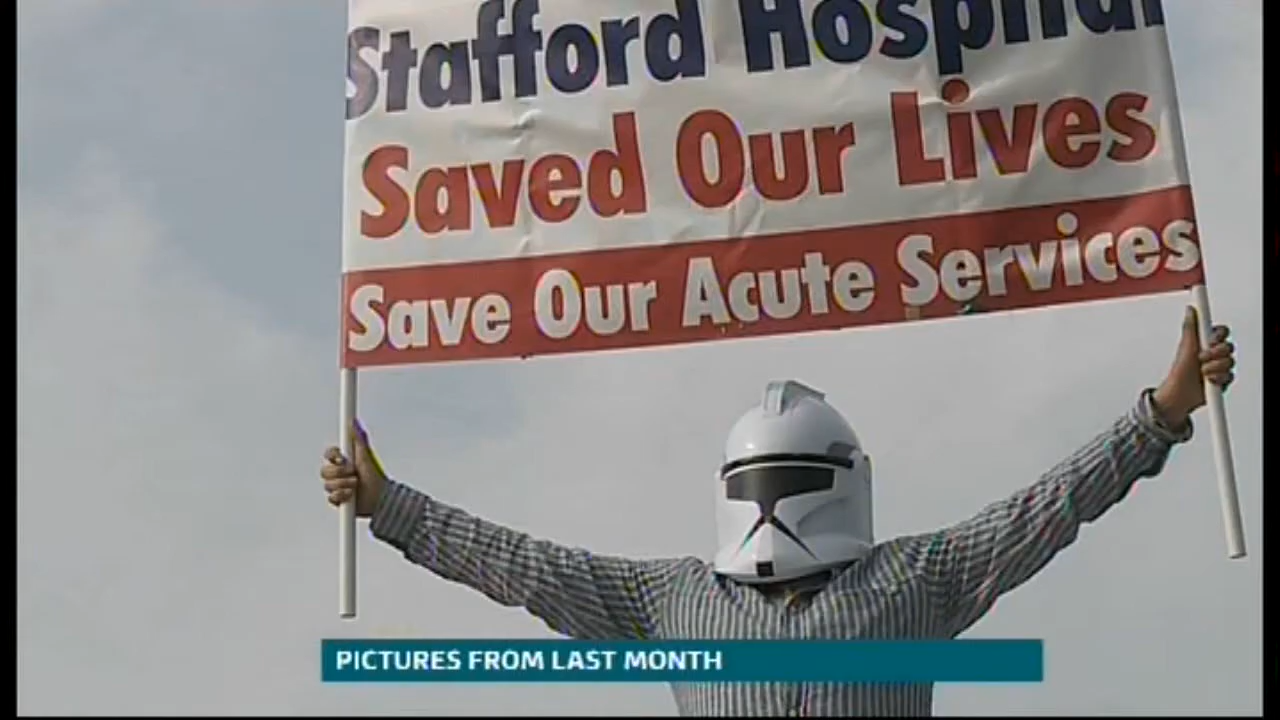 Stafford Hospital
Saved Our Lives
Save Our Acute Services
PICTURES FROM LAST MONTH